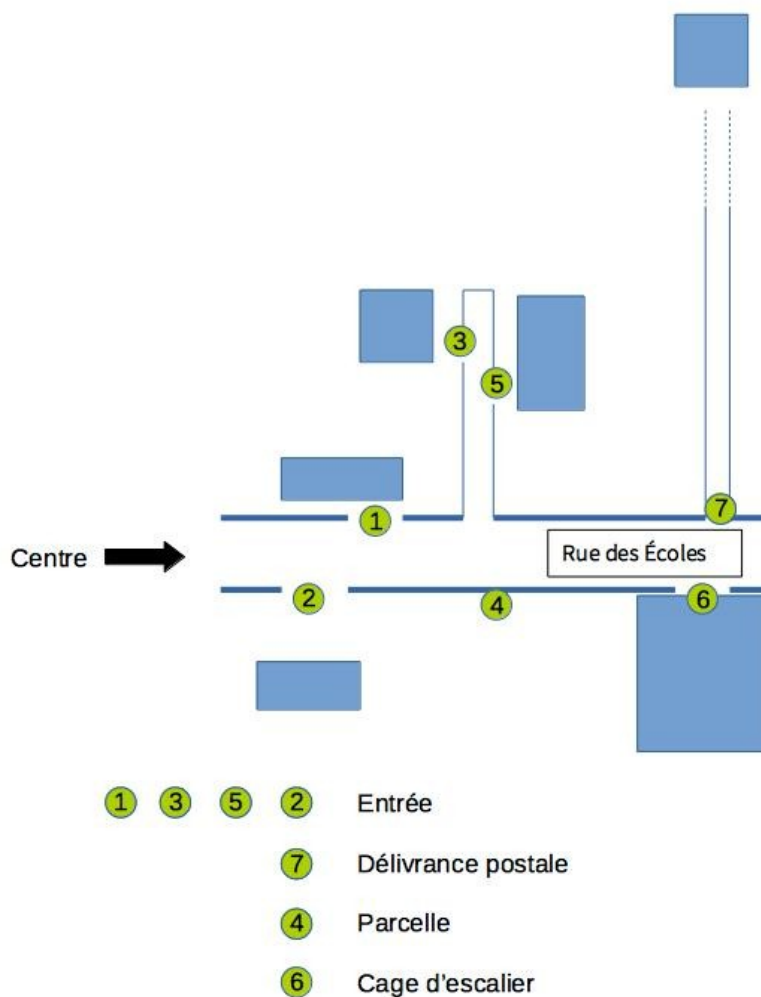 3
5
7
1
Rue des Écoles
Centre
2
4
6
1 3 5 2 Entrée
7 Délivrance postale
4 Parcelle
6 Cage d'escalier